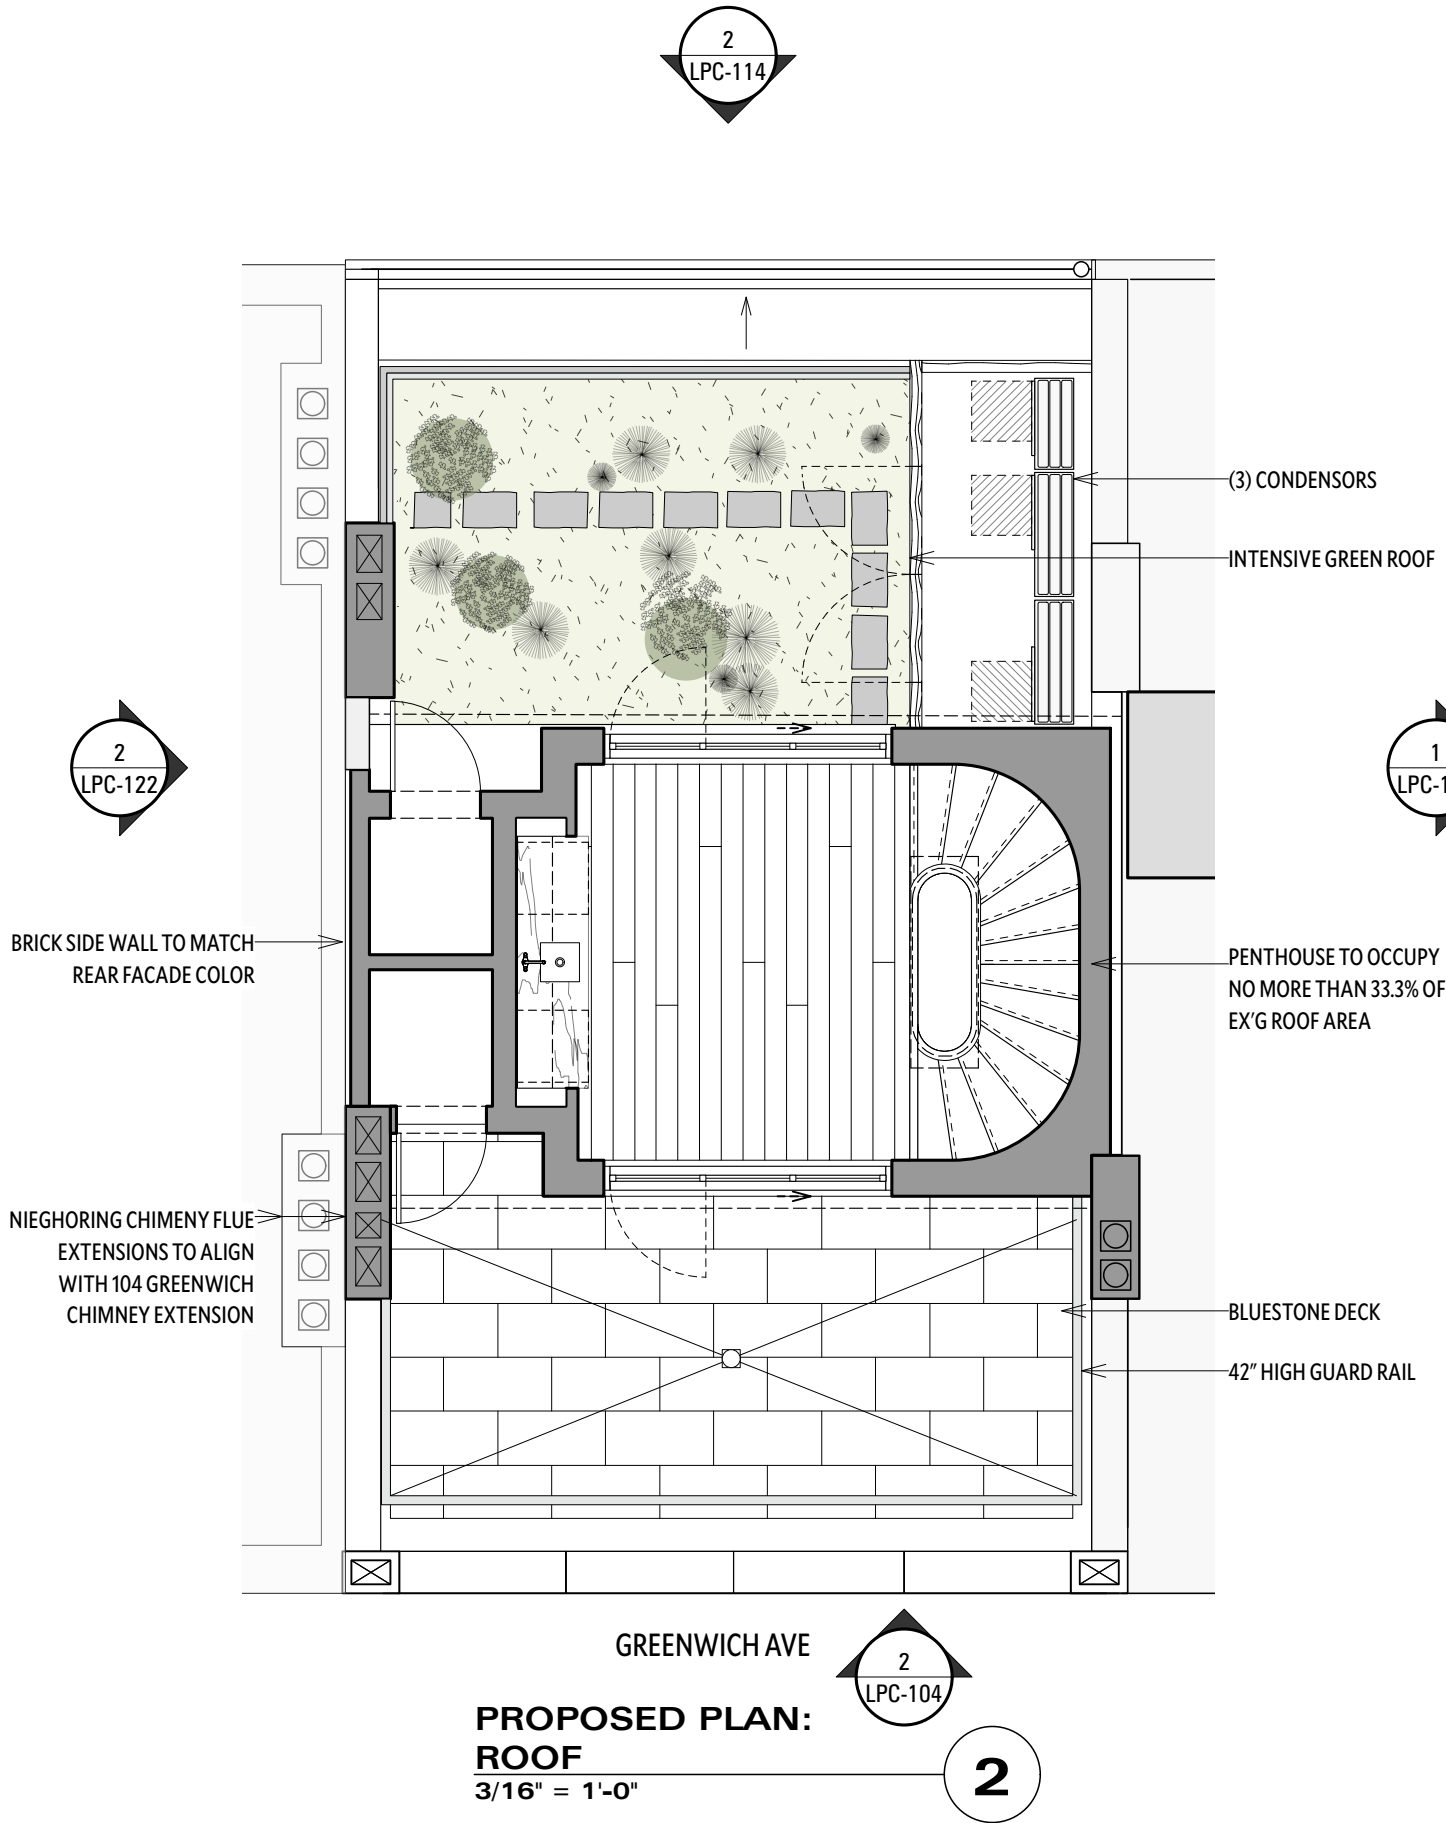 2
LPC-114
(3) CONDENSORS
INTENSIVE GREEN ROOF
2
LPC-122
1
LPC-1
BRICK SIDE WALL TO MATCH
REAR FACADE COLOR
PENTHOUSE TO OCCUPY
NO MORE THAN 33.3% OF
EX'G ROOF AREA
NIEGHORING CHIMENY FLUE
EXTENSIONS TO ALIGN
WITH 104 GREENWICH
CHIMNEY EXTENSION
BLUESTONE DECK
42" HIGH GUARD RAIL
GREENWICH AVE
2
LPC-104
PROPOSED PLAN:
ROOF
3/16" = 1'-0"
2